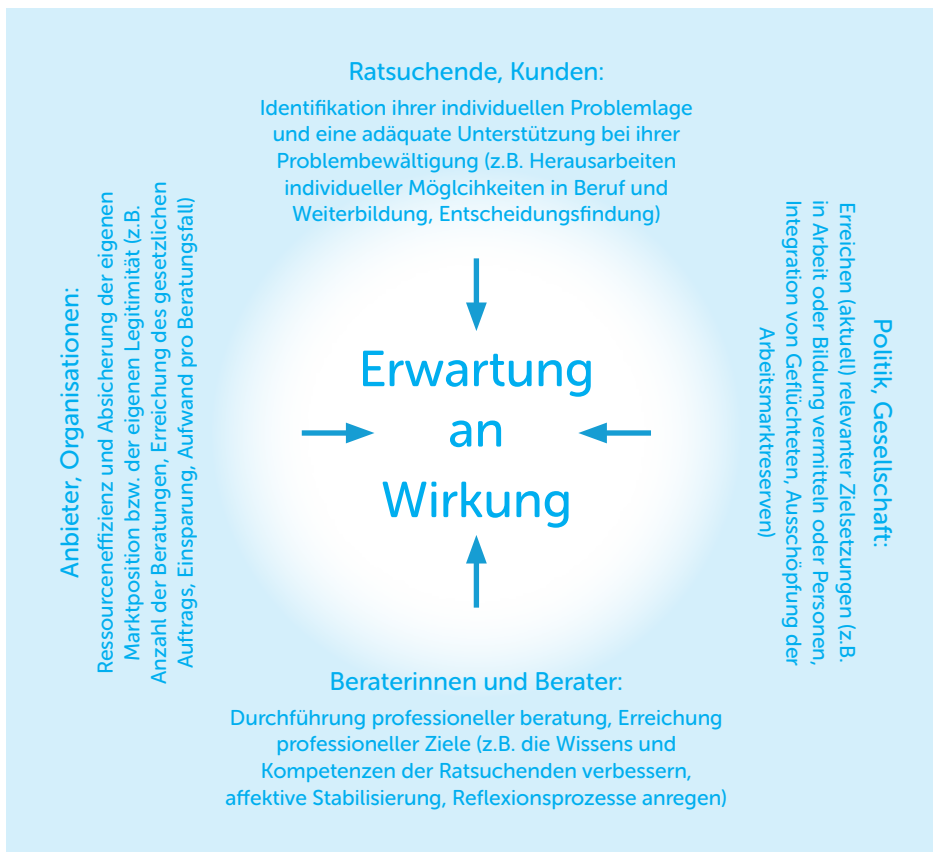 Ratsuchende, Kunden:
Identifikation ihrer individuellen Problemlage
und eine adäquate Unterstützung bei ihrer
Problembewältigung (z.B. Herausarbeiten
individueller Möglcihkeiten in Beruf und
Weiterbildung, Entscheidungsfindung)
Anbieter, Organisationen:
Ressourceneffizienz und Absicherung der eigenen
Marktposition bzw. der eigenen Legitimität (z.B.
Anzahl der Beratungen, Erreichung des gesetzlichen
Auftrags, Einsparung, Aufwand pro Beratungsfall)
Erwartung
an
Wirkung
Politik, Gesellschaft:
Erreichen (aktuell) relevanter Zielsetzungen (z.B.
in Arbeit oder Bildung vermitteln oder Personen,
Integration von Geflüchteten, Ausschöpfung der
Arbeitsmarktreserven)
Beraterinnen und Berater:
Durchführung professioneller beratung, Erreichung
professioneller Ziele (z.B. die Wissens und
Kompetenzen der Ratsuchenden verbessern,
affektive Stabilisierung, Reflexionsprozesse anregen)